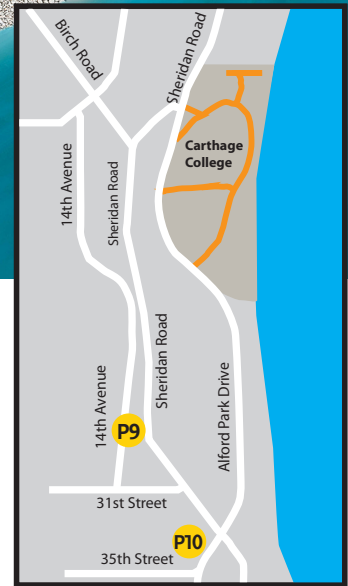 Birch Road
Sheridan Road
Carthage
College
14th Avenue
Sheridan Road
14th Avenue
Sheridan Road
Alford Park Drive
P9
31st Street
P10
35th Street